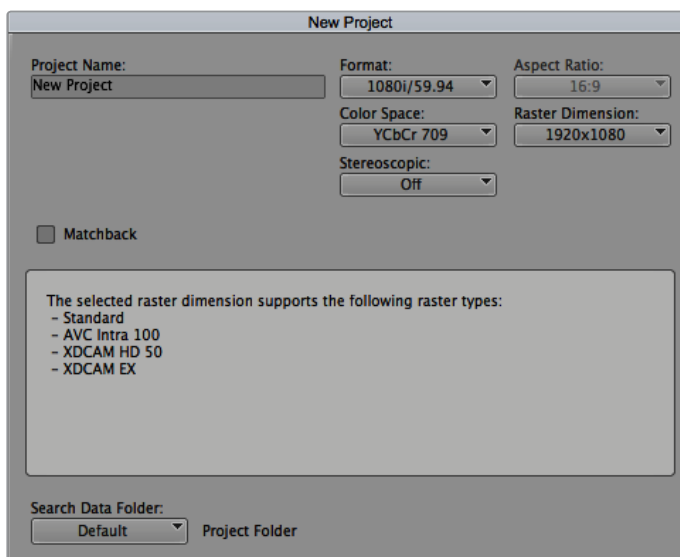 New Project
Project Name:
New Project
Format:
1080i/59.94
Aspect Ratio:
16:9
Color Space:
YCbCr 709
Raster Dimension:
1920x1080
Stereoscopic:
Off
Matchback
The selected raster dimension supports the following raster types:
- Standard
- AVC Intra 100
- XDCAM HD 50
- XDCAM EX
Search Data Folder:
Default
Project Folder